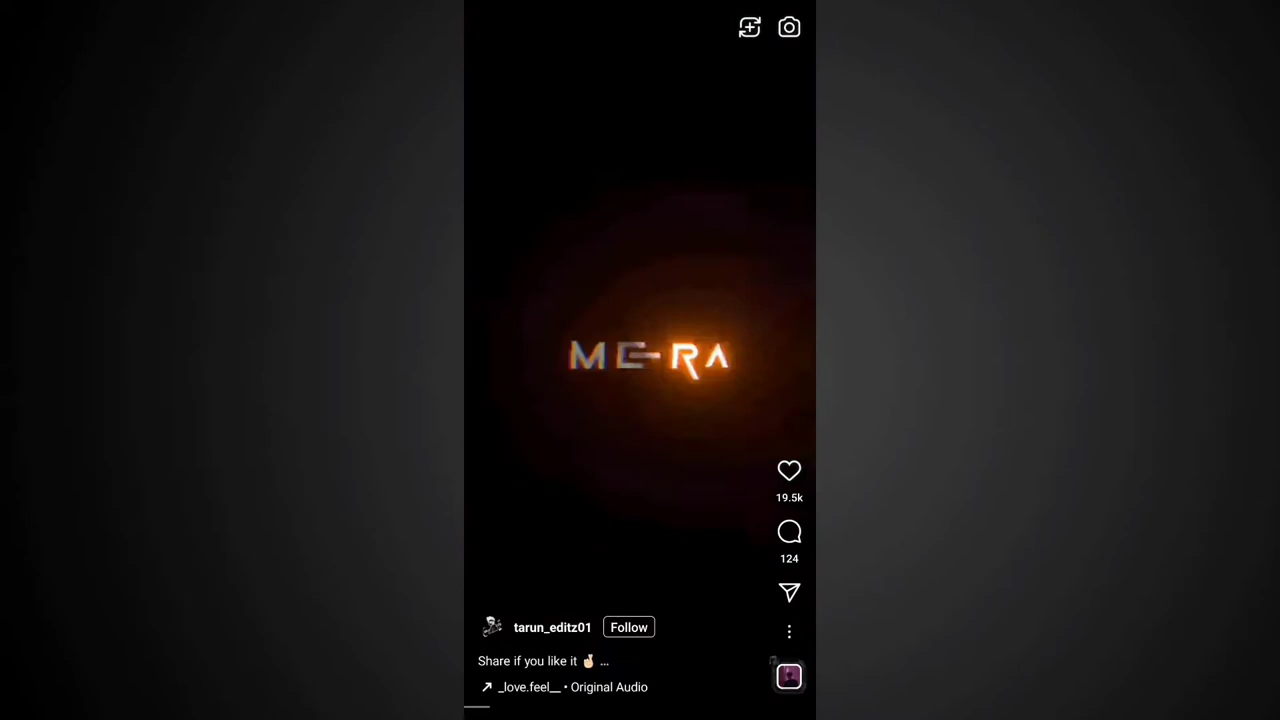 MERA
19.5k
124
tarun_editz01 Follow
Share if you like it 🤞🏻 ...
_love.feel__ • Original Audio